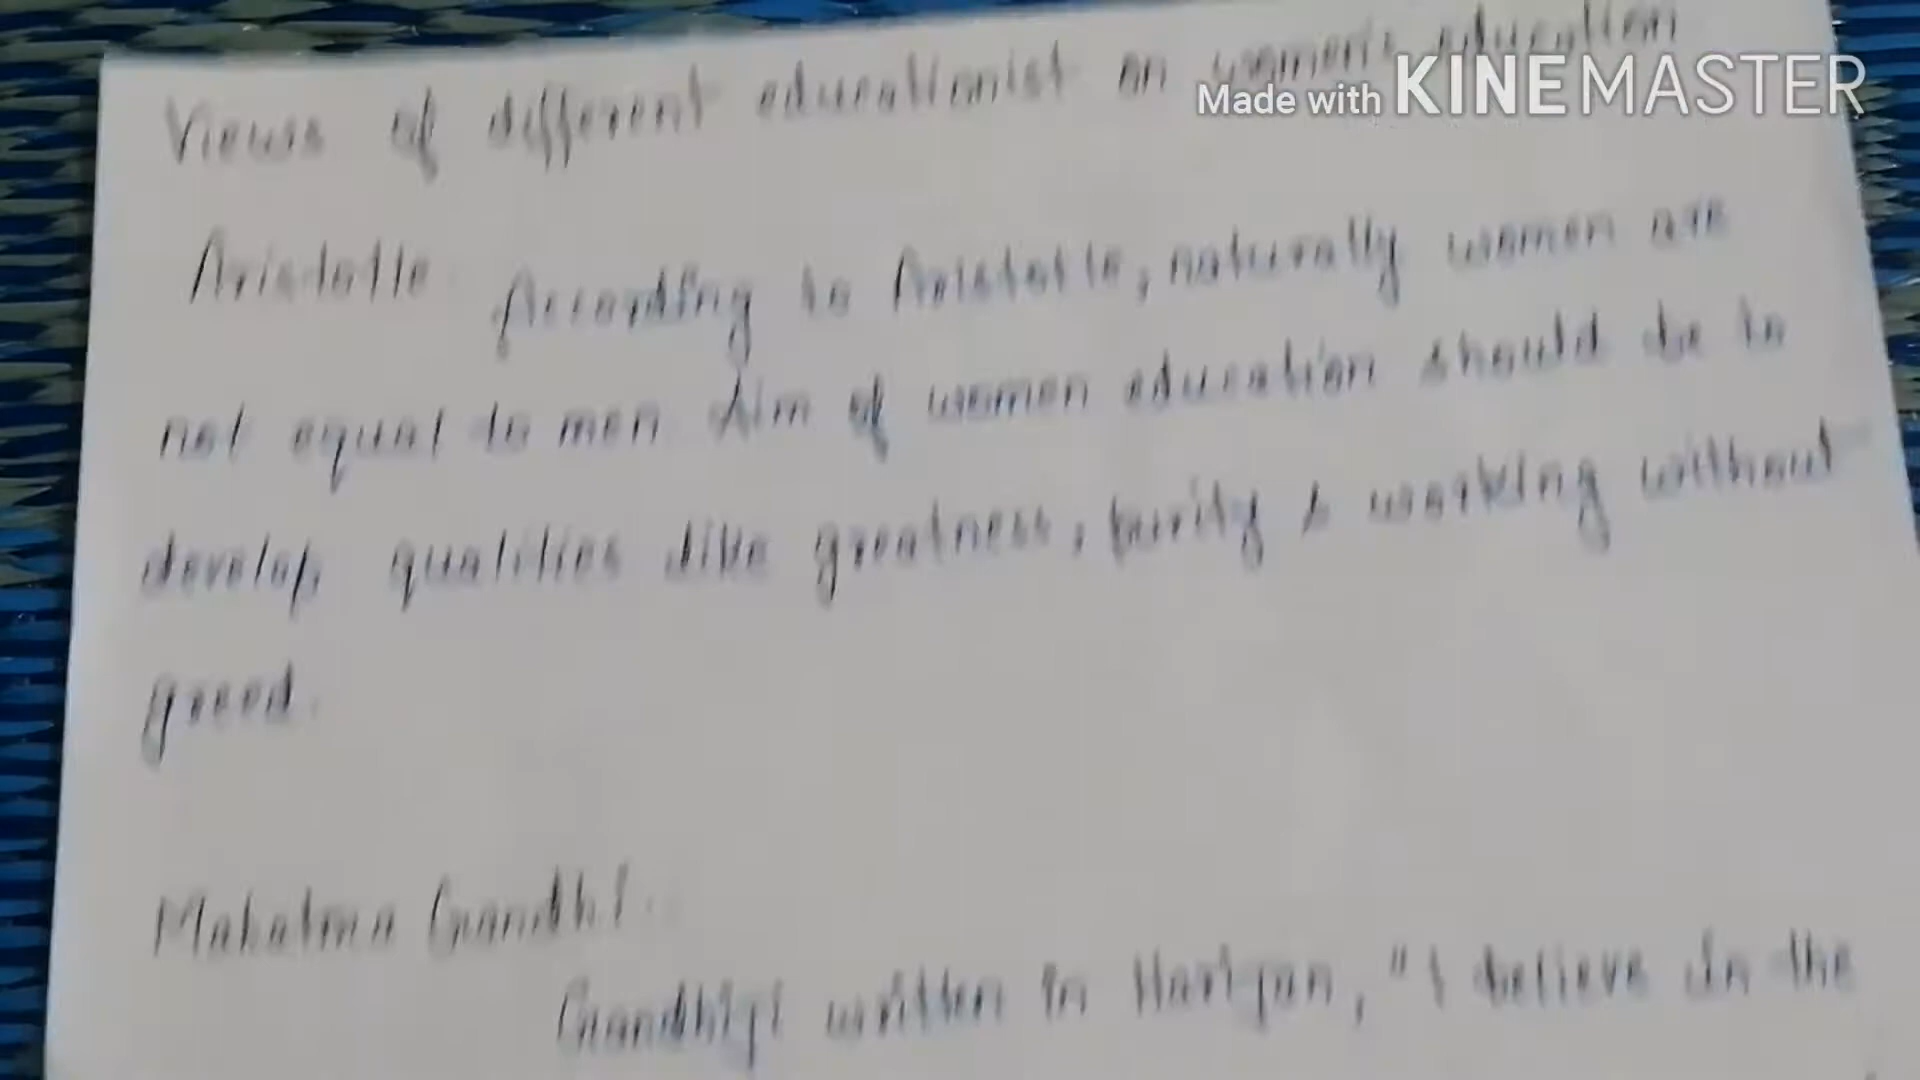 Views of different educationist on women's education
Made with KINEMASTER
Aristotle. According to Aristotle, naturally women are
not equal to men. Aim of women education should be to
develop qualities like greatness, purity & working without
greed.
Mahatma Gandhi.
Gandhiji written in Harijan, "I believe in the